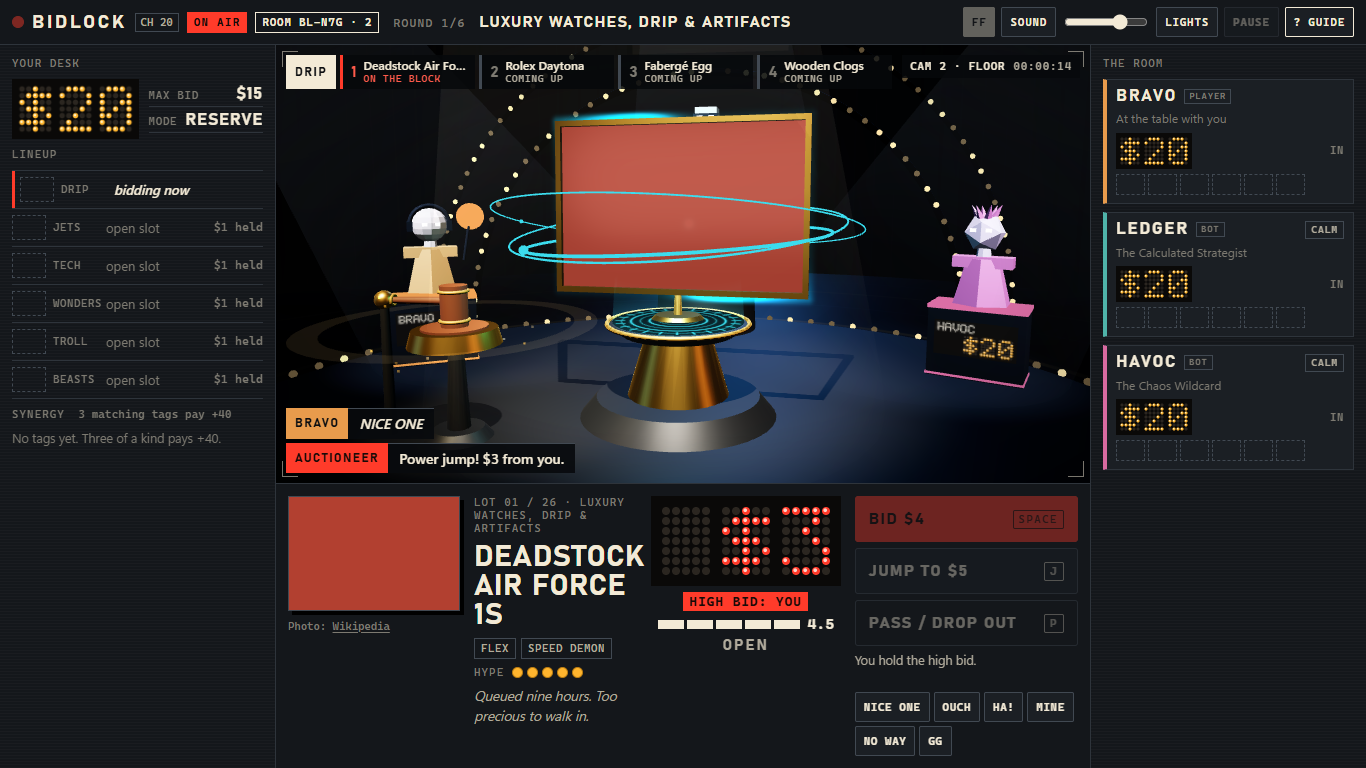 BIDLOCK CH 20 ON AIR ROOM BL-N7G · 2 ROUND 1/6 LUXURY WATCHES, DRIP & ARTIFACTS FF SOUND LIGHTS PAUSE ? GUIDE
YOUR DESK
$20
MAX BID $15
MODE RESERVE
LINEUP
DRIP bidding now
JETS open slot $1 held
TECH open slot $1 held
WONDERS open slot $1 held
TROLL open slot $1 held
BEASTS open slot $1 held
SYNERGY 3 matching tags pay +40
No tags yet. Three of a kind pays +40.
DRIP
1 Deadstock Air Fo...
ON THE BLOCK
2 Rolex Daytona
COMING UP
3 Fabergé Egg
COMING UP
4 Wooden Clogs
COMING UP
CAM 2 · FLOOR 00:00:14
BRAVO
HAVOC
$20
BRAVO NICE ONE
AUCTIONEER Power jump! $3 from you.
Photo: Wikipedia
LOT 01 / 26 · LUXURY
WATCHES, DRIP &
ARTIFACTS
DEADSTOCK
AIR FORCE
1S
FLEX SPEED DEMON
HYPE
Queued nine hours. Too
precious to walk in.
$3
HIGH BID: YOU
4.5
OPEN
BID $4 SPACE
JUMP TO $5 J
PASS / DROP OUT P
You hold the high bid.
NICE ONE OUCH HA! MINE
NO WAY GG
THE ROOM
BRAVO PLAYER
At the table with you
$20 IN
LEDGER BOT CALM
The Calculated Strategist
$20 IN
HAVOC BOT CALM
The Chaos Wildcard
$20 IN